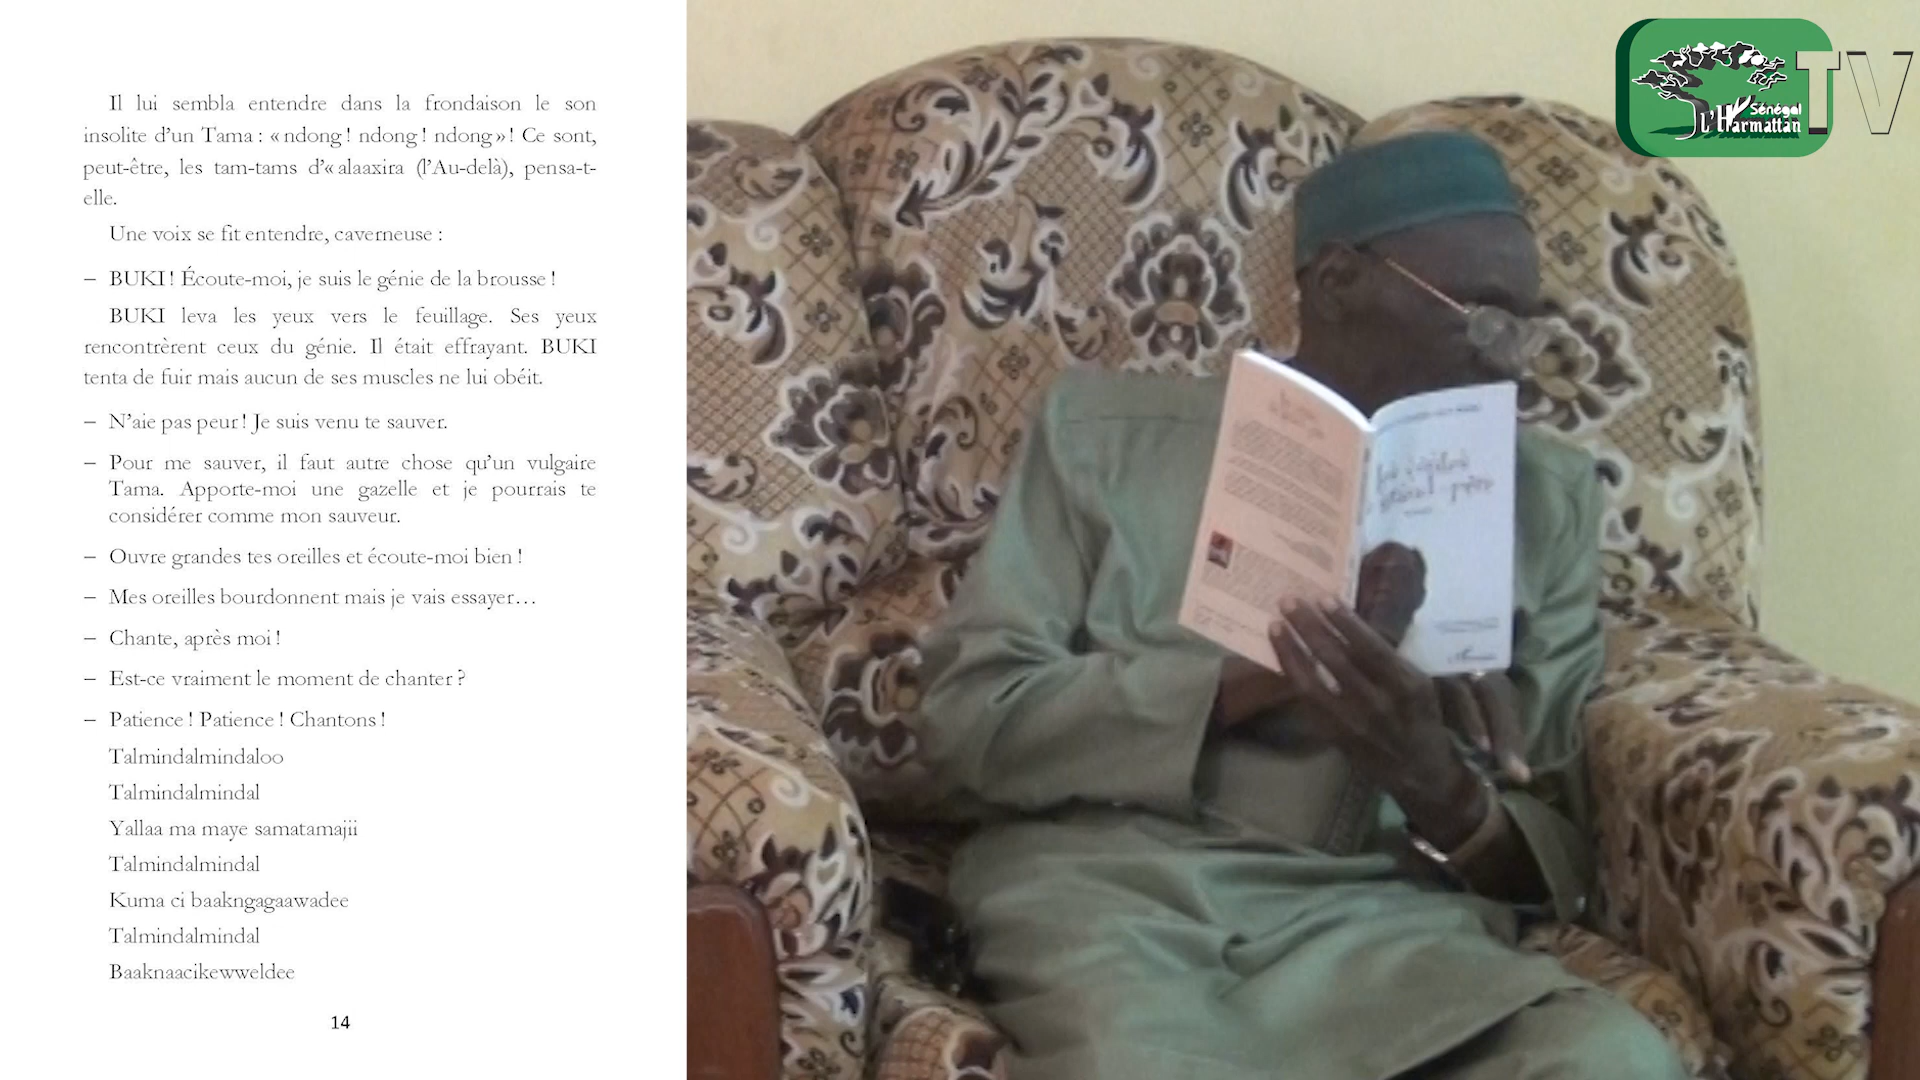 Il lui sembla entendre dans la frondaison le son
insolite d'un Tama : « ndong ! ndong ! ndong » ! Ce sont,
peut-être, les tam-tams d'« alaaxira (l'Au-delà), pensa-t-
elle.
Une voix se fit entendre, caverneuse :
– BUKI ! Écoute-moi, je suis le génie de la brousse !
BUKI leva les yeux vers le feuillage. Ses yeux
rencontrèrent ceux du génie. Il était effrayant. BUKI
tenta de fuir mais aucun de ses muscles ne lui obéit.
– N'aie pas peur ! Je suis venu te sauver.
– Pour me sauver, il faut autre chose qu'un vulgaire
Tama. Apporte-moi une gazelle et je pourrais te
considérer comme mon sauveur.
– Ouvre grandes tes oreilles et écoute-moi bien !
– Mes oreilles bourdonnent mais je vais essayer…
– Chante, après moi !
– Est-ce vraiment le moment de chanter ?
– Patience ! Patience ! Chantons !
Talmindalmindaloo
Talmindalmindal
Yallaa ma maye samatamajii
Talmindalmindal
Kuma ci baakngagaawadee
Talmindalmindal
Baaknaacikewweldee
14
Sénégal
L'Harmattan
TV